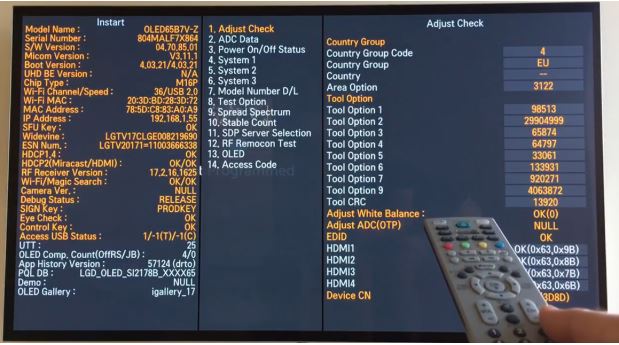 Instart
Model Name : OLED65B7V-Z
Serial Number : 804MALF7X864
S/W Version : 04,70,85,01
Micom Version : V3,11,1
Boot Version : 4,03,21/4,03,21
UHD BE Version : N/A
Chip Type : M16P
Wi-Fi Channel/Speed : 36/USB 2,0
Wi-Fi MAC : 20:3D:BD:28:3D:72
MAC Address : 78:5D:C8:83:A0:A9
IP Address : 192,168,1,55
SFU Key : OK
Widevine : LGTV17CLGE008219690
ESN Num, : LGTV20171=11003666338
HDCP1,4 : OK
HDCP2(Miracast/HDMI) : OK/OK
RF Receiver Version : 17,2,16,1625
Wi-Fi/Magic Search : OK/OK
Camera Ver, : NULL
Debug Status : RELEASE
SIGN Key : PRODKEY
Eye Check : OK
Control Key : OK
Access USB Status : 1/-1(T)/-1(C)
UTT : 25
OLED Comp, Count(OffRS/JB) : 4/0
App History Version : 57124 (drto)
PQL DB : LGD_OLED_SI2178B_XXXX65
Demo : NULL
OLED Gallery : igallery_17
1, Adjust Check
2, ADC Data
3, Power On/Off Status
4, System 1
5, System 2
6, System 3
7, Model Number D/L
8, Test Option
9, Spread Spectrum
10, Stable Count
11, SDP Server Selection
12, RF Remocon Test
13, OLED
14, Access Code
Programmed
Adjust Check
Country Group
Country Group Code 4
Country Group EU
Country --
Area Option 3122
Tool Option
Tool Option 1 98513
Tool Option 2 29904999
Tool Option 3 65874
Tool Option 4 64797
Tool Option 5 33061
Tool Option 6 133931
Tool Option 7 920271
Tool Option 9 4063872
Tool CRC 13920
Adjust White Balance : OK(0)
Adjust ADC(OTP) NULL
EDID OK
HDMI1 OK(0x63,0x9B)
HDMI2 (0x63,0x8B)
HDMI3 (0x63,0x7B)
HDMI4 (0x63,0x6B)
Device CN 3D8D)